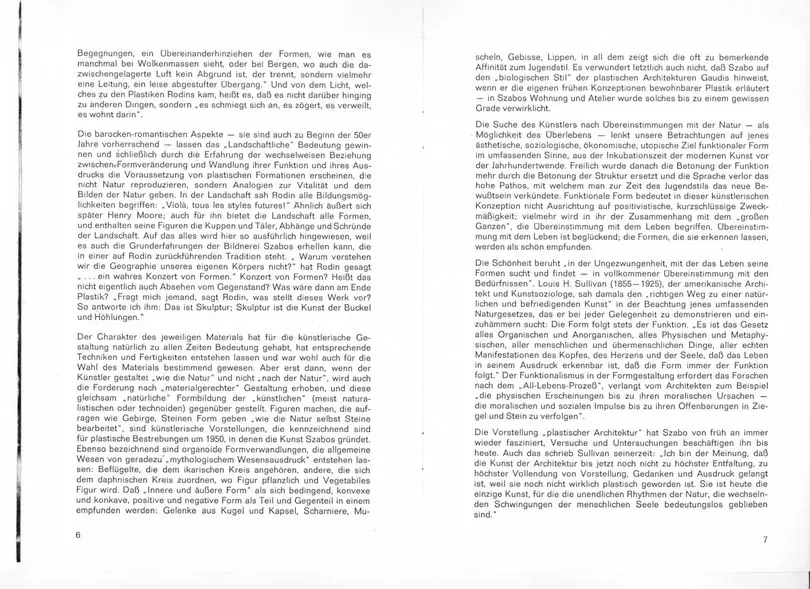 Begegnungen, ein Übereinanderhinziehen der Formen, wie man es
manchmal bei Wolkenmassen sieht, oder bei Bergen, wo auch die da-
zwischengelagerte Luft kein Abgrund ist, der trennt, sondern vielmehr
eine Leitung, ein leise abgestufter Übergang." Und von dem Licht, wel-
ches zu den Plastiken Rodins kam, heißt es, daß es nicht darüber hinging
zu anderen Dingen, sondern „es schmiegt sich an, es zögert, es verweilt,
es wohnt darin".
Die barocken-romantischen Aspekte — sie sind auch zu Beginn der 50er
Jahre vorherrschend — lassen das „Landschaftliche" Bedeutung gewin-
nen und schließlich durch die Erfahrung der wechselweisen Beziehung
zwischen Formveränderung und Wandlung ihrer Funktion und ihres Aus-
drucks die Voraussetzung von plastischen Formationen erscheinen, die
nicht Natur reproduzieren, sondern Analogien zur Vitalität und dem
Bilden der Natur geben. In der Landschaft sah Rodin alle Bildungsmög-
lichkeiten begriffen: „Violà, tous les styles futures!" Ähnlich äußert sich
später Henry Moore; auch für ihn bietet die Landschaft alle Formen,
und enthalten seine Figuren die Kuppen und Täler, Abhänge und Schründe
der Landschaft. Auf das alles wird hier so ausführlich hingewiesen, weil
es auch die Grunderfahrungen der Bildnerei Szabos erhellen kann, die
in einer auf Rodin zurückführenden Tradition steht. „ Warum verstehen
wir die Geographie unseres eigenen Körpers nicht?" hat Rodin gesagt
„ . . . ein wahres Konzert von Formen." Konzert von Formen? Heißt das
nicht eigentlich auch Absehen vom Gegenstand? Was wäre dann am Ende
Plastik? „Fragt mich jemand, sagt Rodin, was stellt dieses Werk vor?
So antworte ich ihm: Das ist Skulptur; Skulptur ist die Kunst der Buckel
und Höhlungen."
Der Charakter des jeweiligen Materials hat für die künstlerische Ge-
staltung natürlich zu allen Zeiten Bedeutung gehabt, hat entsprechende
Techniken und Fertigkeiten entstehen lassen und war wohl auch für die
Wahl des Materials bestimmend gewesen. Aber erst dann, wenn der
Künstler gestaltet „wie die Natur" und nicht „nach der Natur", wird auch
die Forderung nach „materialgerechter" Gestaltung erhoben, und diese
gleichsam „natürliche" Formbildung der „künstlichen" (meist natura-
listischen oder technoiden) gegenüber gestellt. Figuren machen, die auf-
ragen wie Gebirge, Steinen Form geben „wie die Natur selbst Steine
bearbeitet", sind künstlerische Vorstellungen, die kennzeichnend sind
für plastische Bestrebungen um 1950, in denen die Kunst Szabos gründet.
Ebenso bezeichnend sind organoide Formverwandlungen, die allgemeine
Wesen von geradezu „mythologischem Wesensausdruck" entstehen las-
sen: Beflügelte, die dem ikarischen Kreis angehören, andere, die sich
dem daphnischen Kreis zuordnen, wo Figur pflanzlich und Vegetabiles
Figur wird. Daß „Innere und äußere Form" als sich bedingend, konvexe
und konkave, positive und negative Form als Teil und Gegenteil in einem
empfunden werden: Gelenke aus Kugel und Kapsel, Scharniere, Mu-
6
scheln, Gebisse, Lippen, in all dem zeigt sich die oft zu bemerkende
Affinität zum Jugendstil. Es verwundert letztlich auch nicht, daß Szabo auf
den „biologischen Stil" der plastischen Architekturen Gaudis hinweist,
wenn er die eigenen frühen Konzeptionen bewohnbarer Plastik erläutert
— in Szabos Wohnung und Atelier wurde solches bis zu einem gewissen
Grade verwirklicht.
Die Suche des Künstlers nach Übereinstimmungen mit der Natur — als
Möglichkeit des Überlebens — lenkt unsere Betrachtungen auf jenes
ästhetische, soziologische, ökonomische, utopische Ziel funktionaler Form
im umfassenden Sinne, aus der Inkubationszeit der modernen Kunst vor
der Jahrhundertwende. Freilich wurde danach die Betonung der Funktion
mehr durch die Betonung der Struktur ersetzt und die Sprache verlor das
hohe Pathos, mit welchem man zur Zeit des Jugendstils das neue Be-
wußtsein verkündete. Funktionale Form bedeutet in dieser künstlerischen
Konzeption nicht Ausrichtung auf positivistische, kurzschlüssige Zweck-
mäßigkeit; vielmehr wird in ihr der Zusammenhang mit dem „großen
Ganzen", die Übereinstimmung mit dem Leben begriffen. Übereinstim-
mung mit dem Leben ist beglückend; die Formen, die sie erkennen lassen,
werden als schön empfunden.
Die Schönheit beruht „in der Ungezwungenheit, mit der das Leben seine
Formen sucht und findet — in vollkommener Übereinstimmung mit den
Bedürfnissen". Louis H. Sullivan (1855—1925), der amerikanische Archi-
tekt und Kunstsoziologe, sah damals den „richtigen Weg zu einer natür-
lichen und befriedigenden Kunst" in der Beachtung jenes umfassenden
Naturgesetzes, das er bei jeder Gelegenheit zu demonstrieren und ein-
zuhämmern sucht: Die Form folgt stets der Funktion. „Es ist das Gesetz
alles Organischen und Anorganischen, alles Physischen und Metaphy-
sischen, aller menschlichen und übermenschlichen Dinge, aller echten
Manifestationen des Kopfes, des Herzens und der Seele, daß das Leben
in seinem Ausdruck erkennbar ist, daß die Form immer der Funktion
folgt." Der Funktionalismus in der Formgestaltung erfordert das Forschen
nach dem „All-Lebens-Prozeß", verlangt vom Architekten zum Beispiel
„die physischen Erscheinungen bis zu ihren moralischen Ursachen —
die moralischen und sozialen Impulse bis zu ihren Offenbarungen in Zie-
gel und Stein zu verfolgen".
Die Vorstellung „plastischer Architektur" hat Szabo von früh an immer
wieder fasziniert, Versuche und Untersuchungen beschäftigen ihn bis
heute. Auch das schrieb Sullivan seinerzeit: „Ich bin der Meinung, daß
die Kunst der Architektur bis jetzt noch nicht zu höchster Entfaltung, zu
höchster Vollendung von Vorstellung, Gedanken und Ausdruck gelangt
ist, weil sie noch nicht wirklich plastisch geworden ist. Sie ist heute die
einzige Kunst, für die die unendlichen Rhythmen der Natur, die wechseln-
den Schwingungen der menschlichen Seele bedeutungslos geblieben
sind."
7